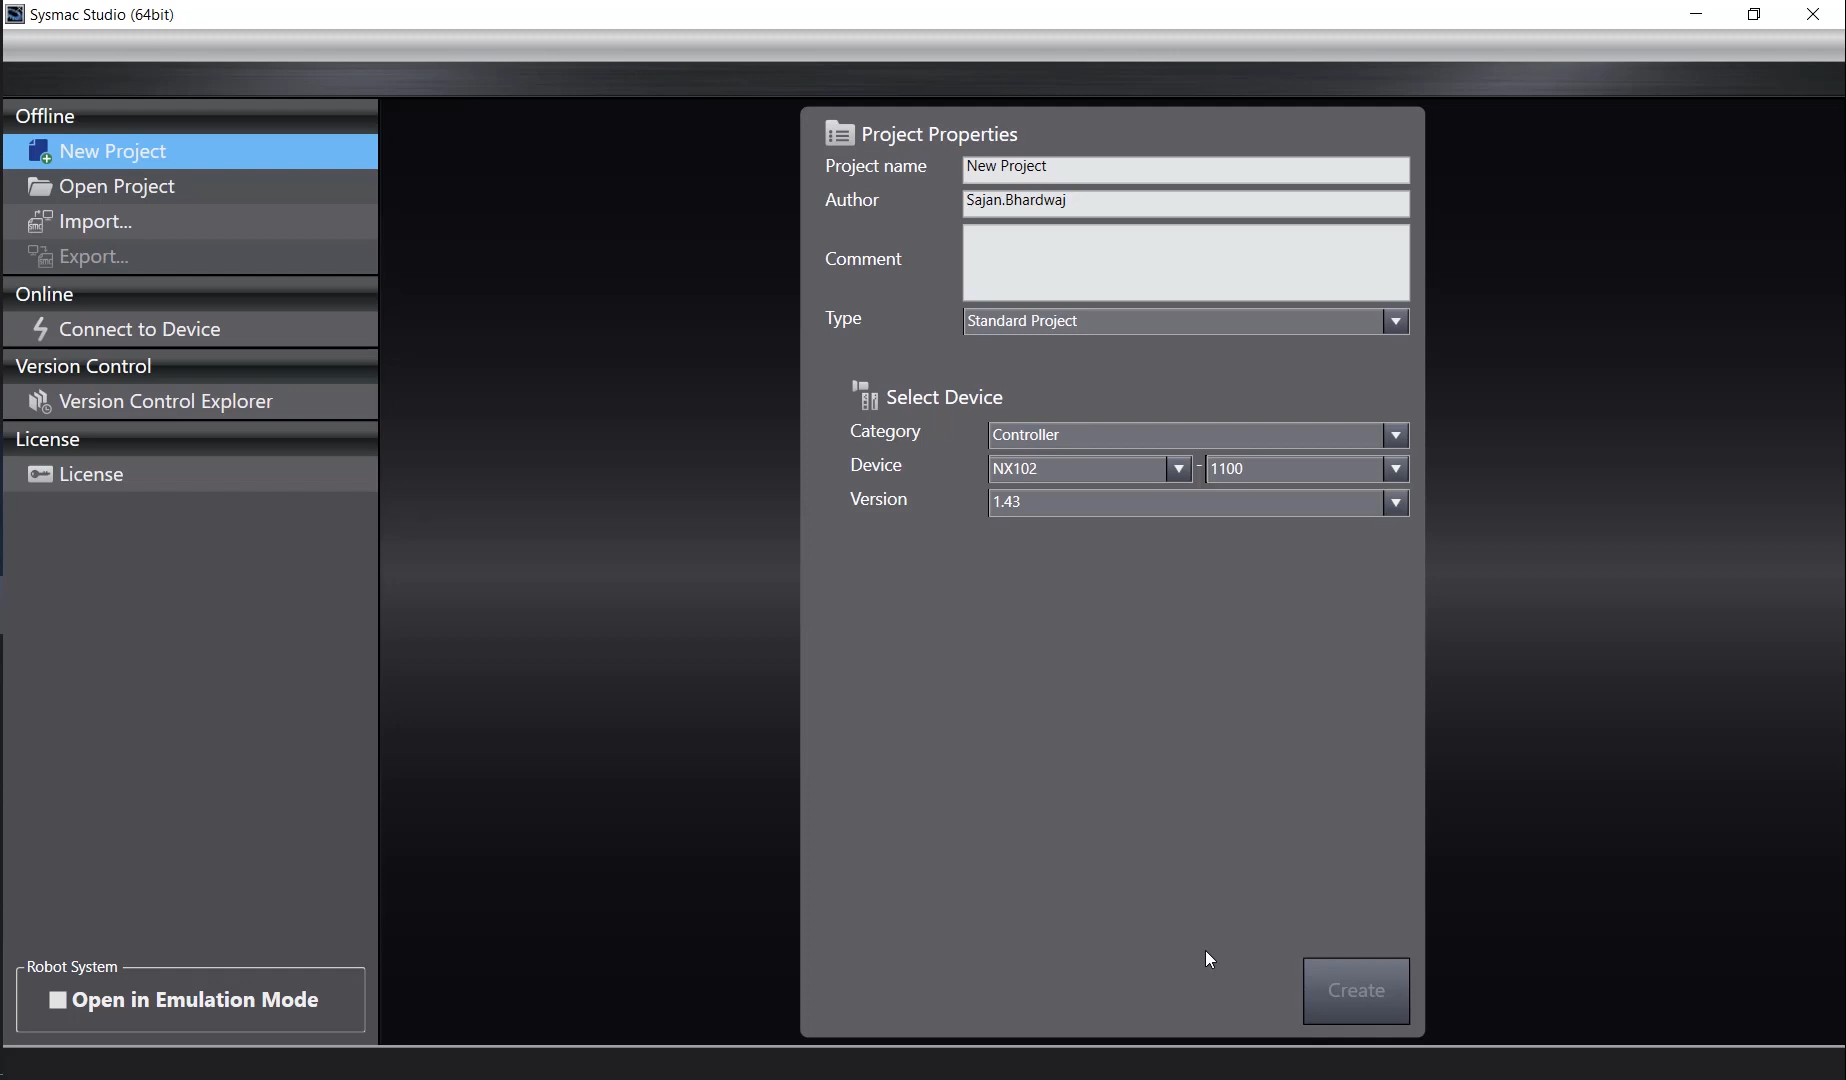 Sysmac Studio (64bit)
Offline
New Project
Open Project
Import...
Export...
Online
Connect to Device
Version Control
Version Control Explorer
License
License
Robot System
Open in Emulation Mode
Project Properties
Project name New Project
Author Sajan.Bhardwaj
Comment
Type Standard Project
Select Device
Category Controller
Device NX102 - 1100
Version 1.43
Create